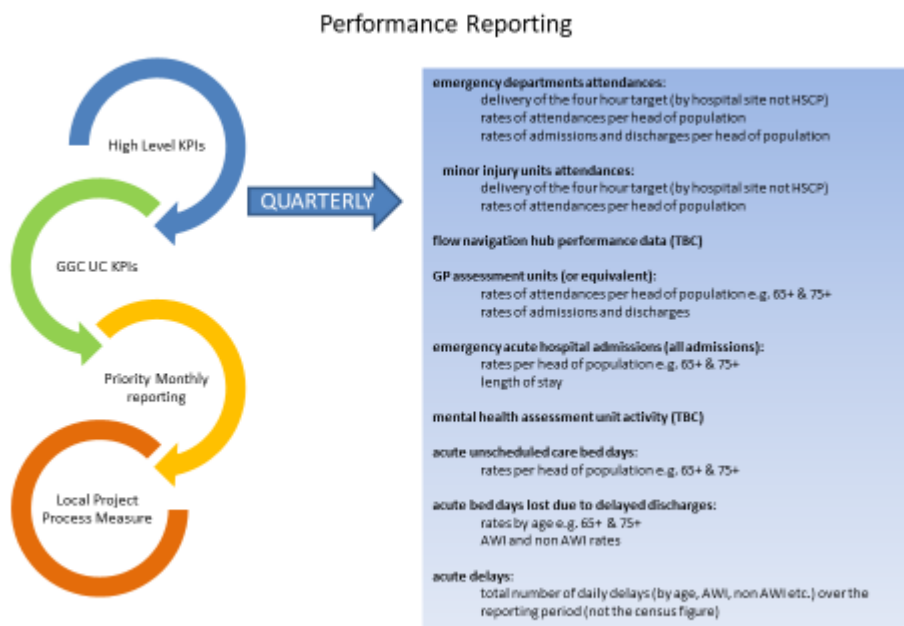 Performance Reporting
High Level KPIs
GGC UC KPIs
Priority Monthly
reporting
Local Project
Process Measure
QUARTERLY
emergency departments attendances:
delivery of the four hour target (by hospital site not HSCP)
rates of attendances per head of population
rates of admissions and discharges per head of population
minor injury units attendances:
delivery of the four hour target (by hospital site not HSCP)
rates of attendances per head of population
flow navigation hub performance data (TBC)
GP assessment units (or equivalent):
rates of attendances per head of population e.g. 65+ & 75+
rates of admissions and discharges
emergency acute hospital admissions (all admissions):
rates per head of population e.g. 65+ & 75+
length of stay
mental health assessment unit activity (TBC)
acute unscheduled care bed days:
rates per head of population e.g. 65+ & 75+
acute bed days lost due to delayed discharges:
rates by age e.g. 65+ & 75+
AWI and non AWI rates
acute delays:
total number of daily delays (by age, AWI, non AWI etc.) over the
reporting period (not the census figure)